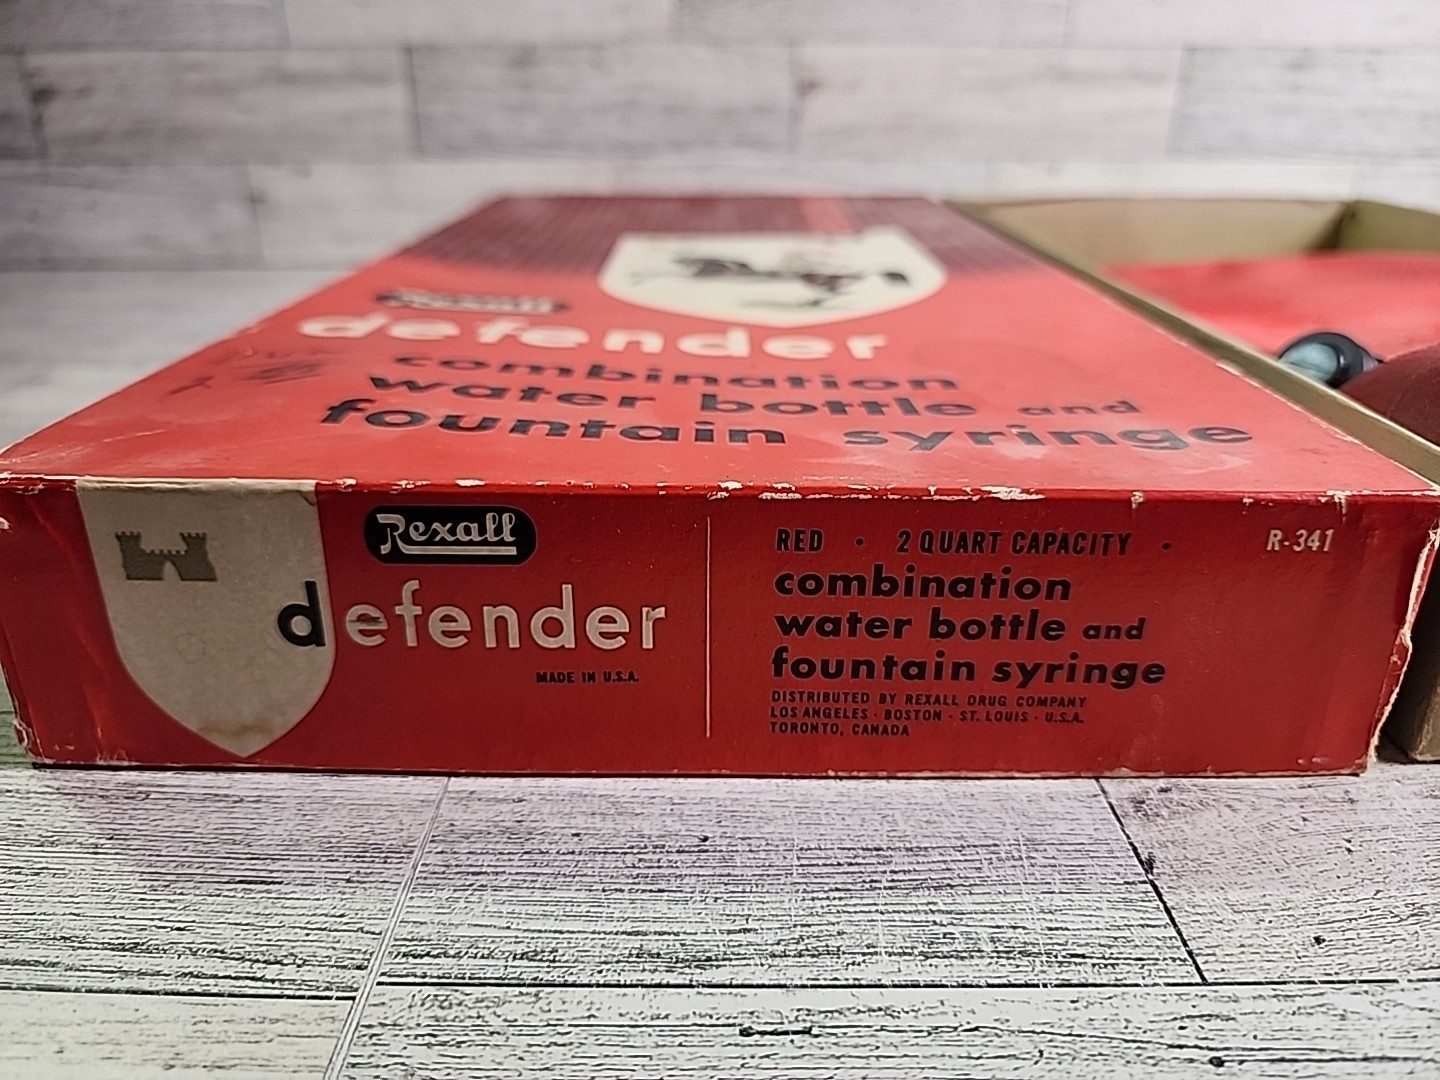 Rexall
defender
combination
water bottle and
fountain syringe
Rexall
defender
MADE IN U.S.A.
RED • 2 QUART CAPACITY •
R-341
combination
water bottle and
fountain syringe
DISTRIBUTED BY REXALL DRUG COMPANY
LOS ANGELES · BOSTON · ST. LOUIS · U.S.A.
TORONTO, CANADA